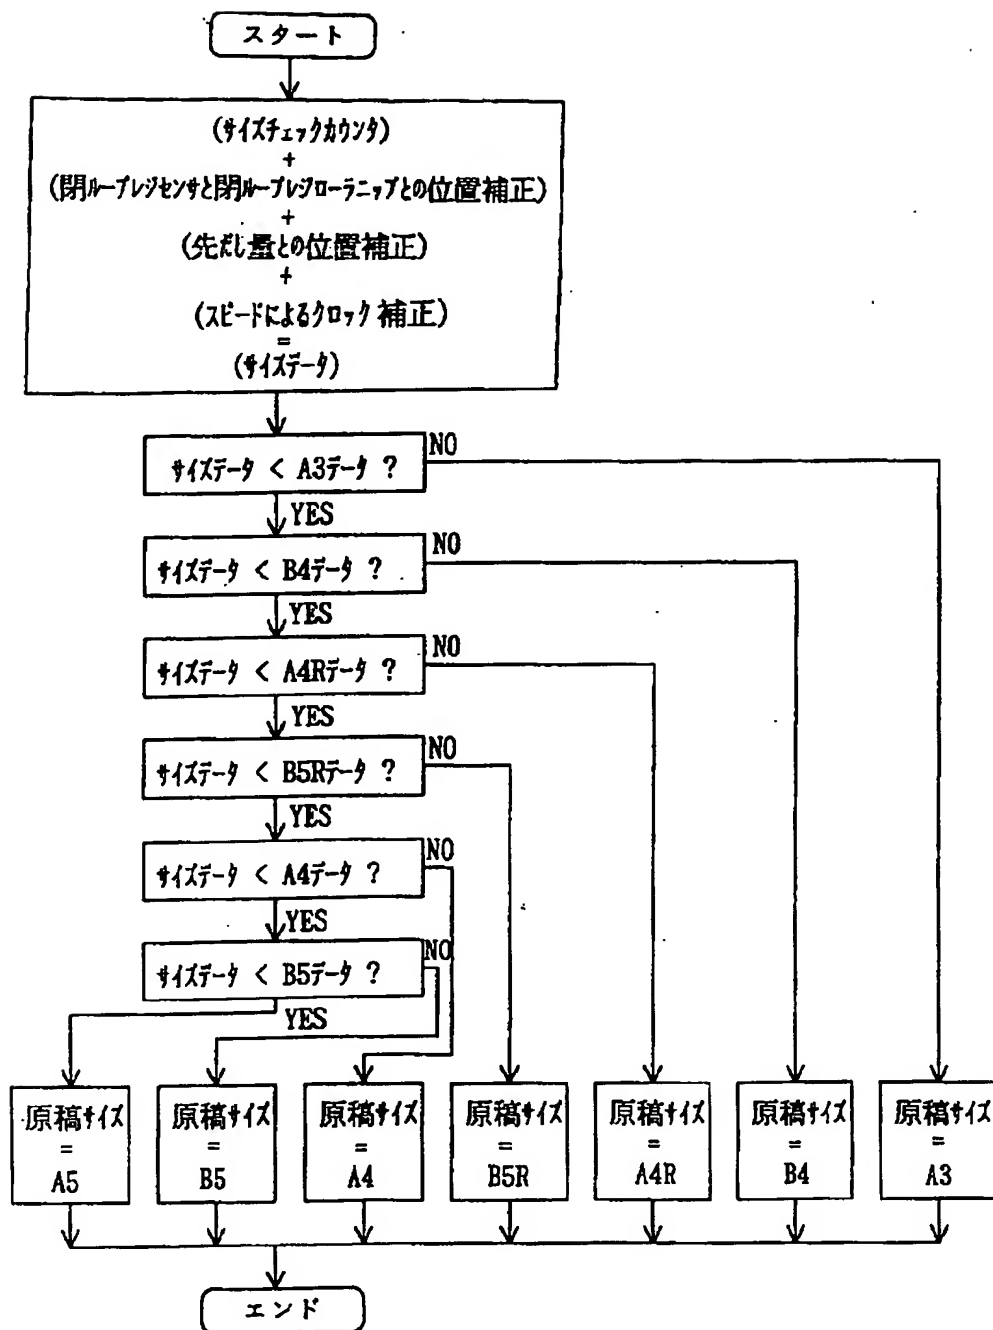 スタート
(サイズチェックカウンタ)
+
(閉ループレジセンサと閉ループレジローラニップとの位置補正)
+
(先だし量との位置補正)
+
(スピードによるクロック補正)
=
(サイズデータ)
サイズデータ < A3データ ?
NO
YES
サイズデータ < B4データ ?
NO
YES
サイズデータ < A4Rデータ ?
NO
YES
サイズデータ < B5Rデータ ?
NO
YES
サイズデータ < A4データ ?
NO
YES
サイズデータ < B5データ ?
NO
YES
原稿サイズ
=
A5
原稿サイズ
=
B5
原稿サイズ
=
A4
原稿サイズ
=
B5R
原稿サイズ
=
A4R
原稿サイズ
=
B4
原稿サイズ
=
A3
エンド